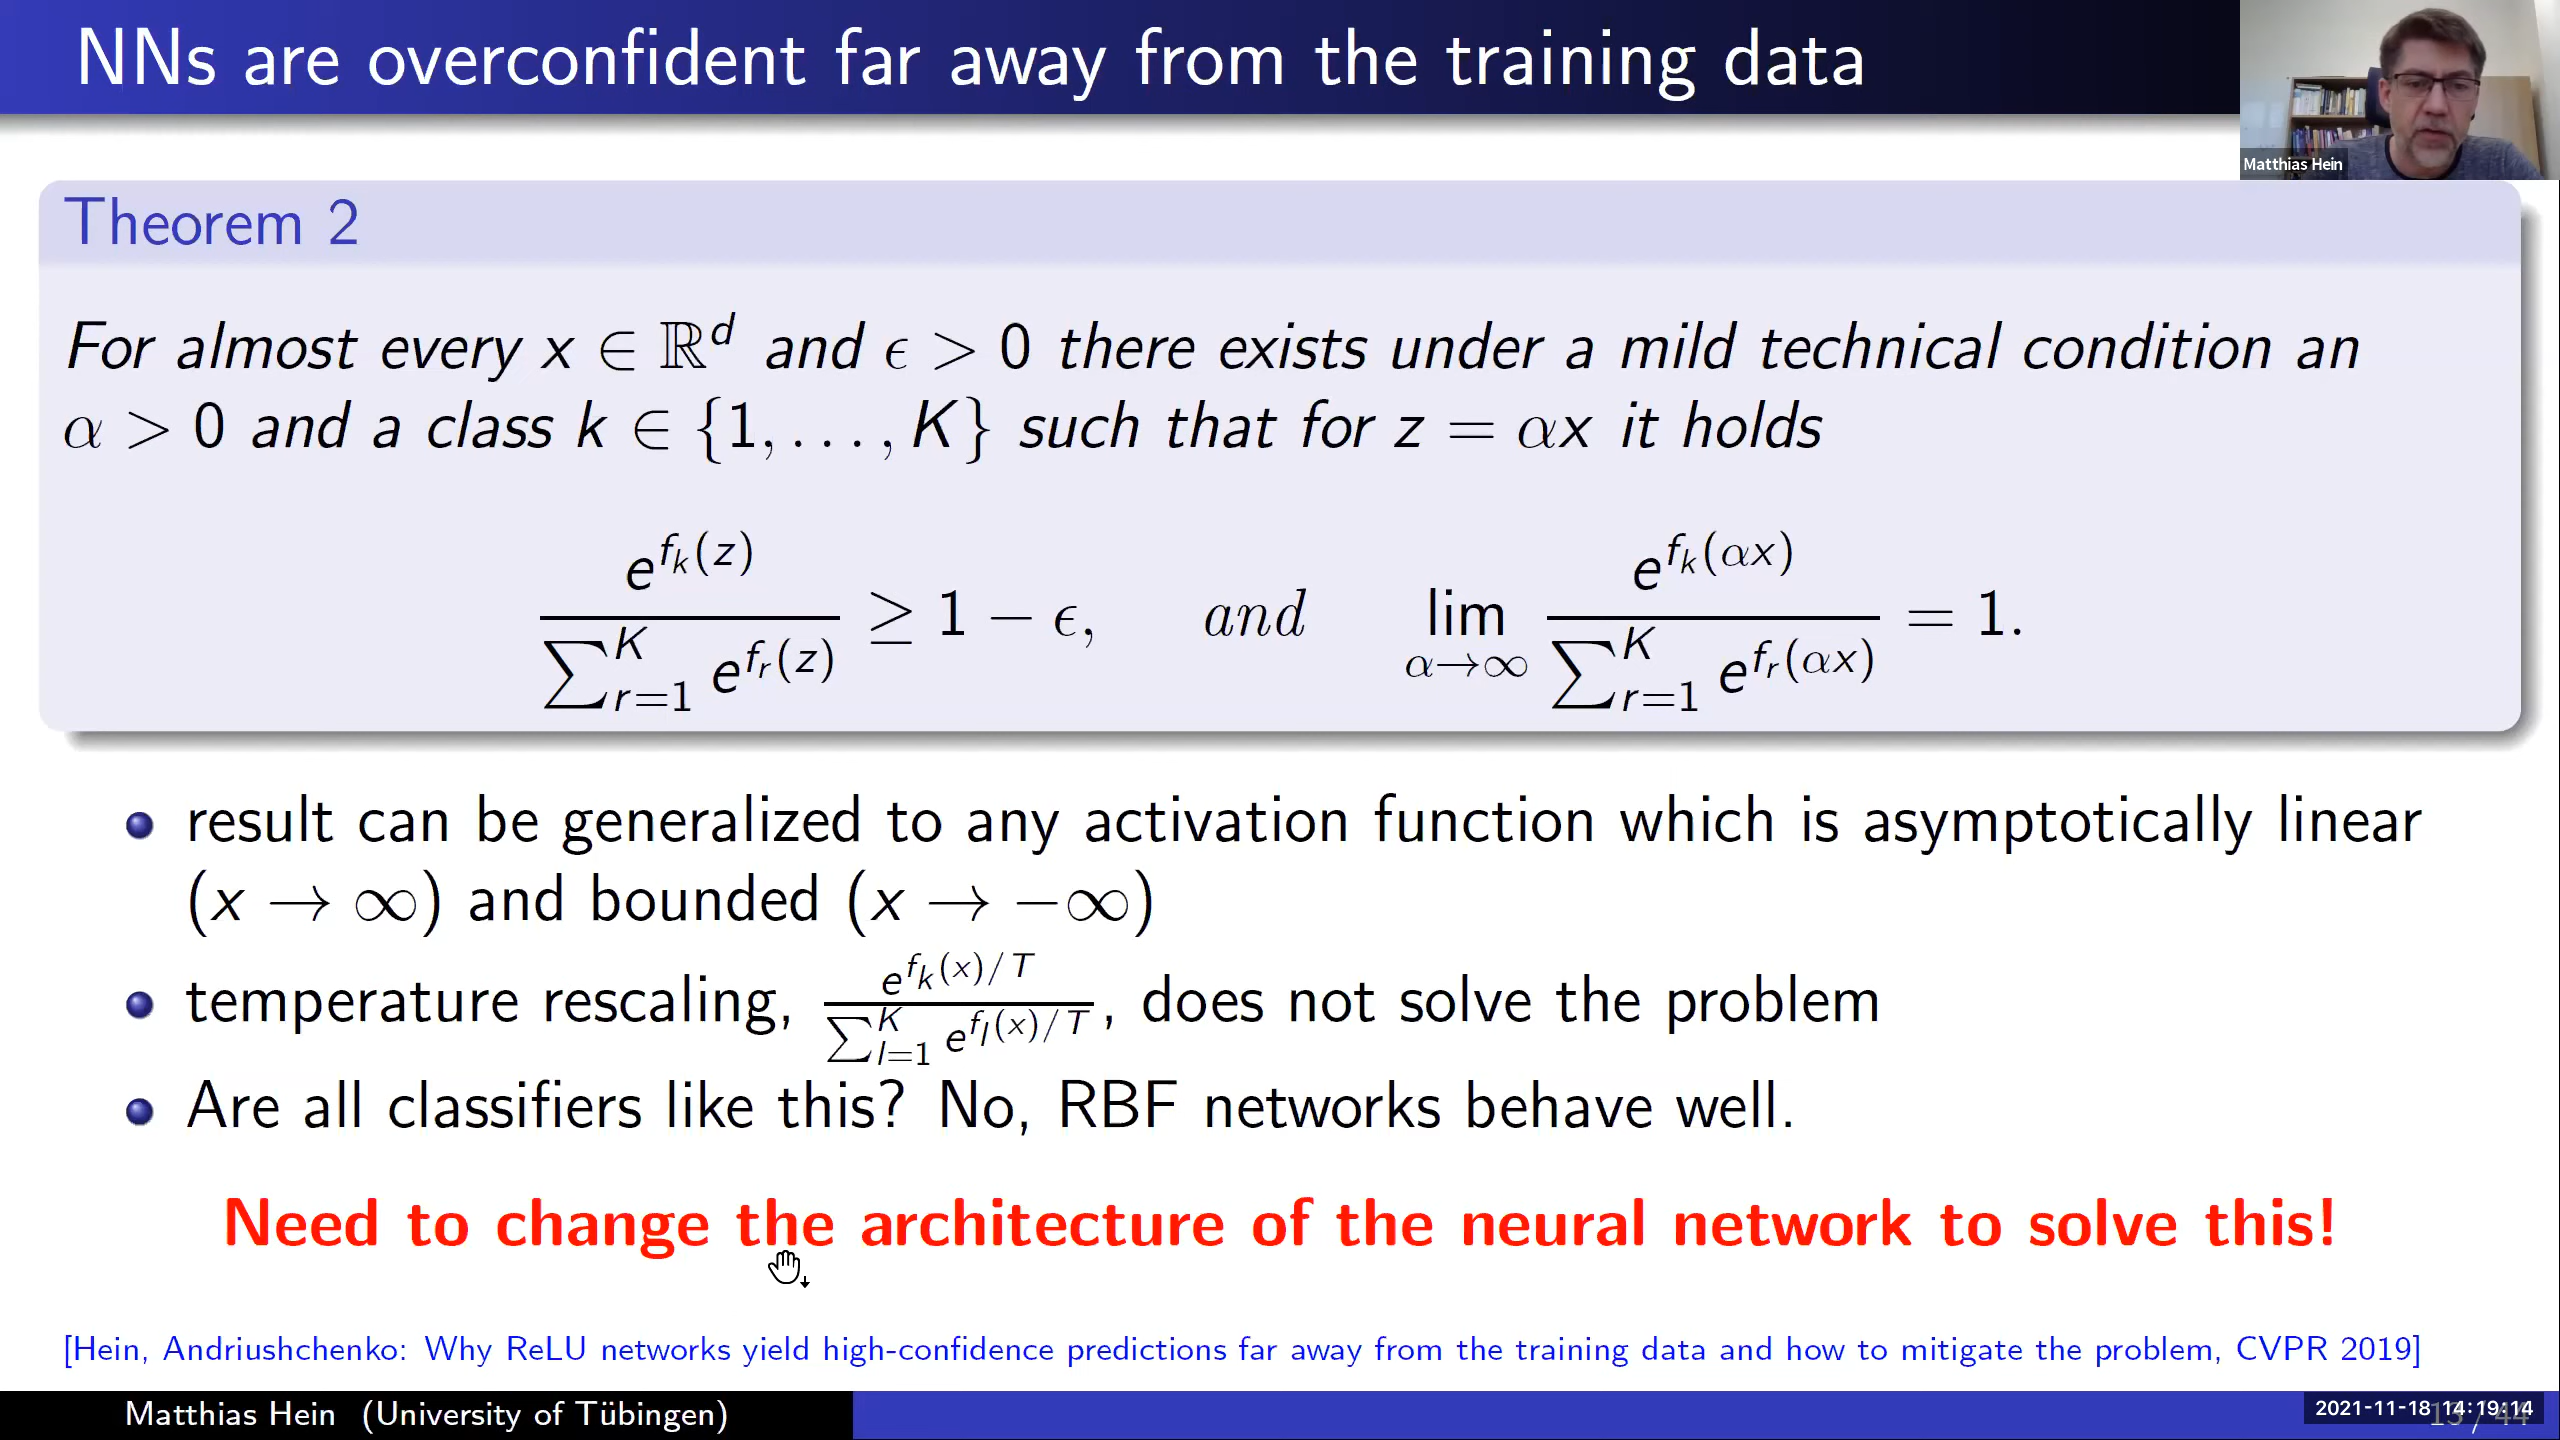 NNs are overconfident far away from the training data
Matthias Hein
Theorem 2
For almost every x ∈ ℝ^d and ϵ > 0 there exists under a mild technical condition an
α > 0 and a class k ∈ {1, . . . , K} such that for z = αx it holds
e^{f_k(z)} / ∑_{r=1}^{K} e^{f_r(z)} ≥ 1 − ϵ, and lim_{α→∞} e^{f_k(αx)} / ∑_{r=1}^{K} e^{f_r(αx)} = 1.
result can be generalized to any activation function which is asymptotically linear
(x → ∞) and bounded (x → −∞)
temperature rescaling, e^{f_k(x)/T} / ∑_{l=1}^{K} e^{f_l(x)/T}, does not solve the problem
Are all classifiers like this? No, RBF networks behave well.
Need to change the architecture of the neural network to solve this!
[Hein, Andriushchenko: Why ReLU networks yield high-confidence predictions far away from the training data and how to mitigate the problem, CVPR 2019]
Matthias Hein (University of Tübingen)
2021-11-18 14:19:14
13 / 44